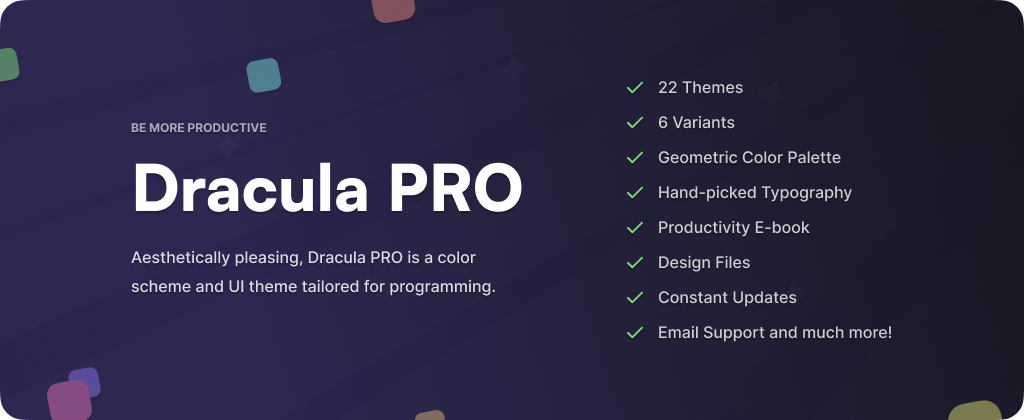 BE MORE PRODUCTIVE
Dracula PRO
Aesthetically pleasing, Dracula PRO is a color
scheme and UI theme tailored for programming.
22 Themes
6 Variants
Geometric Color Palette
Hand-picked Typography
Productivity E-book
Design Files
Constant Updates
Email Support and much more!